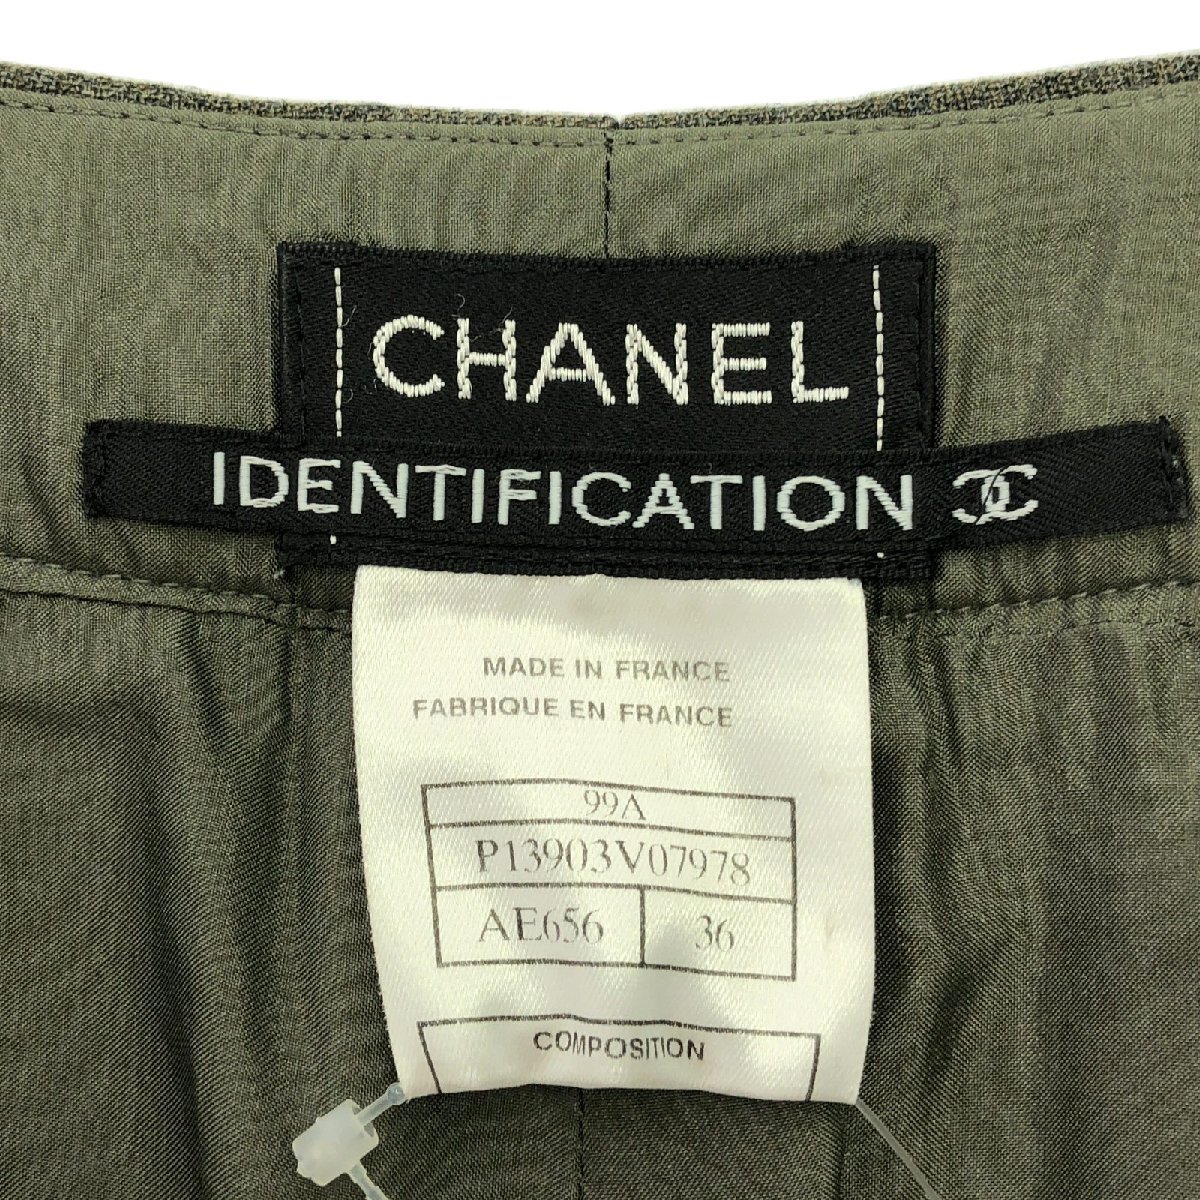 CHANEL
IDENTIFICATION
MADE IN FRANCE
FABRIQUE EN FRANCE
99A
P13903V07978
AE656 36
COMPOSITION